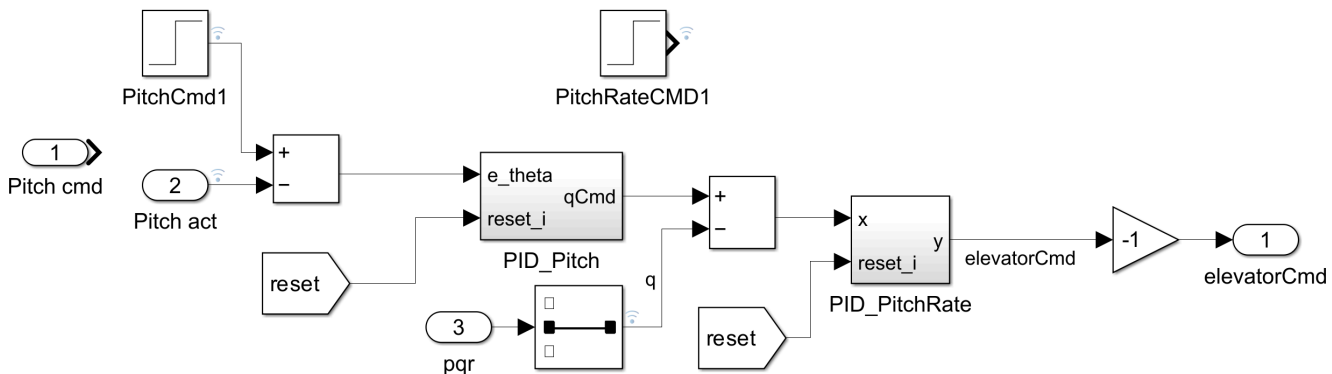 PitchCmd1
PitchRateCMD1
1
Pitch cmd
2
Pitch act
+
−
e_theta
reset_i
qCmd
PID_Pitch
reset
3
pqr
q
+
−
reset
x
reset_i
y
PID_PitchRate
elevatorCmd
-1
1
elevatorCmd